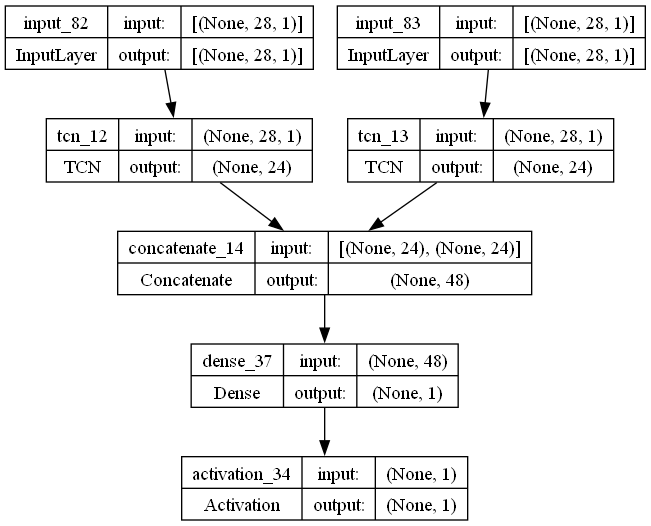 input_82 input: [(None, 28, 1)] input_83 input: [(None, 28, 1)]
InputLayer output: [(None, 28, 1)] InputLayer output: [(None, 28, 1)]
tcn_12 input: (None, 28, 1) tcn_13 input: (None, 28, 1)
TCN output: (None, 24) TCN output: (None, 24)
concatenate_14 input: [(None, 24), (None, 24)]
Concatenate output: (None, 48)
dense_37 input: (None, 48)
Dense output: (None, 1)
activation_34 input: (None, 1)
Activation output: (None, 1)